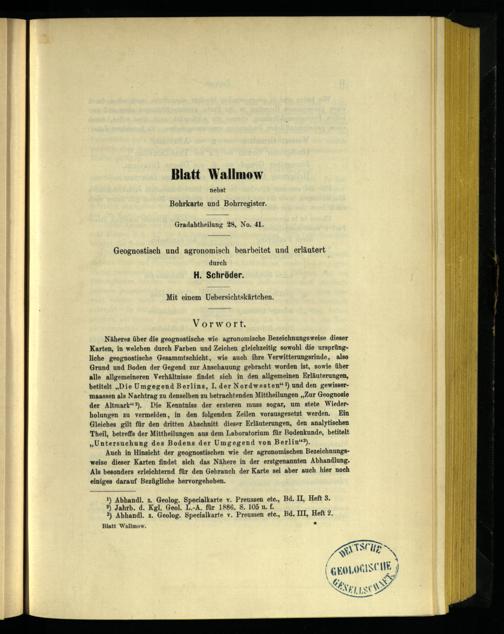 Blatt Wallmow
nebst
Bohrkarte und Bohrregister.
Gradabtheilung 28, No. 41.
Geognostisch und agronomisch bearbeitet und erläutert
durch
H. Schröder.
Mit einem Uebersichtskärtchen.
Vorwort.
Näheres über die geognostische wie agronomische Bezeichnungsweise dieser
Karten, in welchen durch Farben und Zeichen gleichzeitig sowohl die ursprüng-
liche geognostische Gesammtschicht, wie auch ihre Verwitterungsrinde, also
Grund und Boden der Gegend zur Anschauung gebracht worden ist, sowie über
alle allgemeineren Verhältnisse findet sich in den allgemeinen Erläuterungen,
betitelt „Die Umgegend Berlins, I. der Nordwesten“ ¹) und den gewisser-
maassen als Nachtrag zu denselben zu betrachtenden Mittheilungen „Zur Geognosie
der Altmark“ ²). Die Kenntniss der ersteren muss sogar, um stete Wieder-
holungen zu vermeiden, in den folgenden Zeilen vorausgesetzt werden. Ein
Gleiches gilt für den dritten Abschnitt dieser Erläuterungen, den analytischen
Theil, betreffs der Mittheilungen aus dem Laboratorium für Bodenkunde, betitelt
„Untersuchung des Bodens der Umgegend von Berlin“ ³).
Auch in Hinsicht der geognostischen wie der agronomischen Bezeichnungs-
weise dieser Karten findet sich das Nähere in der erstgenannten Abhandlung.
Als besonders erleichternd für den Gebrauch der Karte sei aber auch hier noch
einiges darauf Bezügliche hervorgehoben.
¹) Abhandl. z. Geolog. Specialkarte v. Preussen etc., Bd. II, Heft 3.
²) Jahrb. d. Kgl. Geol. L.-A. für 1886, S. 105 u. f.
³) Abhandl. z. Geolog. Specialkarte v. Preussen etc., Bd. III, Heft 2.
Blatt Wallmow. *
DEUTSCHE
GEOLOGISCHE
GESELLSCHAFT